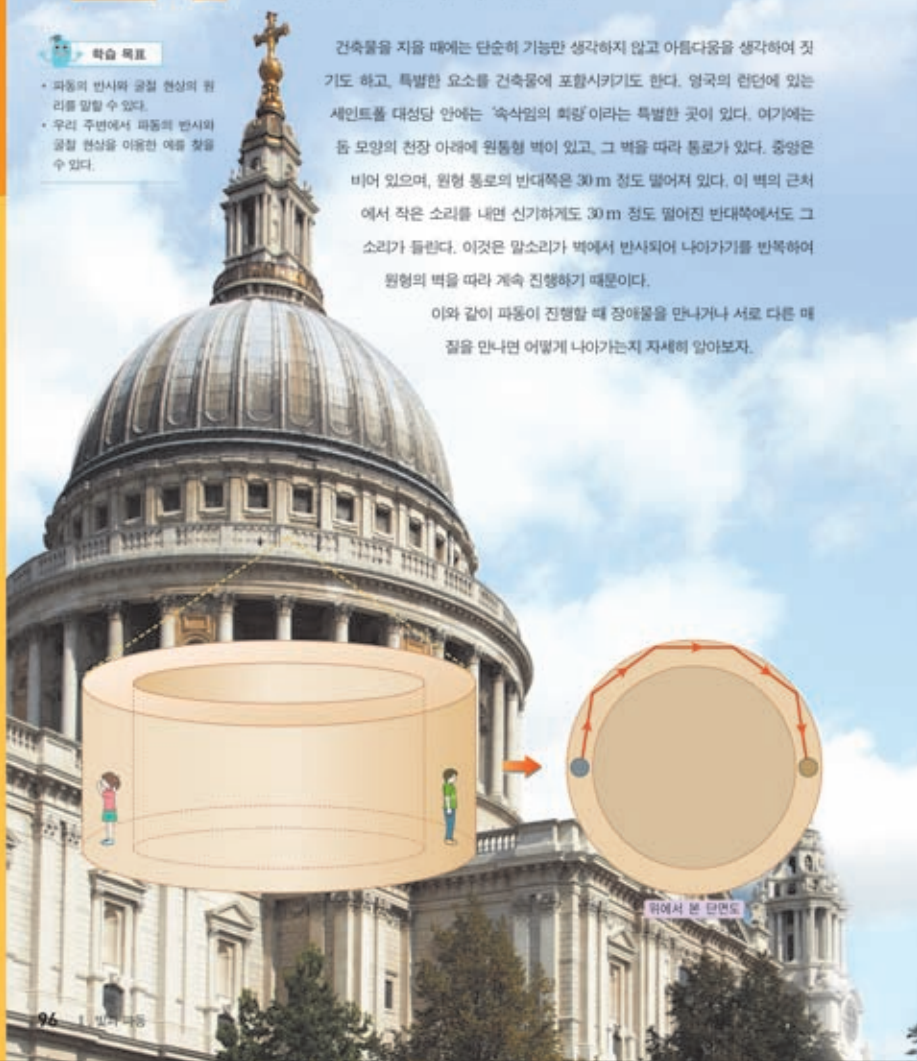 학습 목표
• 파동의 반사와 굴절 현상의 원
리를 말할 수 있다.
• 우리 주변에서 파동의 반사와
굴절 현상을 이용한 예를 찾을
수 있다.
건축물을 지을 때에는 단순히 기능만 생각하지 않고 아름다움을 생각하여 짓
기도 하고, 특별한 요소를 건축물에 포함시키기도 한다. 영국의 런던에 있는
세인트폴 대성당 안에는 ‘속삭임의 회랑’이라는 특별한 곳이 있다. 여기에는
돔 모양의 천장 아래에 원통형 벽이 있고, 그 벽을 따라 통로가 있다. 중앙은
비어 있으며, 원형 통로의 반대쪽은 30 m 정도 떨어져 있다. 이 벽의 근처
에서 작은 소리를 내면 신기하게도 30 m 정도 떨어진 반대쪽에서도 그
소리가 들린다. 이것은 말소리가 벽에서 반사되어 나아가기를 반복하여
원형의 벽을 따라 계속 진행하기 때문이다.
이와 같이 파동이 진행할 때 장애물을 만나거나 서로 다른 매
질을 만나면 어떻게 나아가는지 자세히 알아보자.
위에서 본 단면도
96 빛과 파동